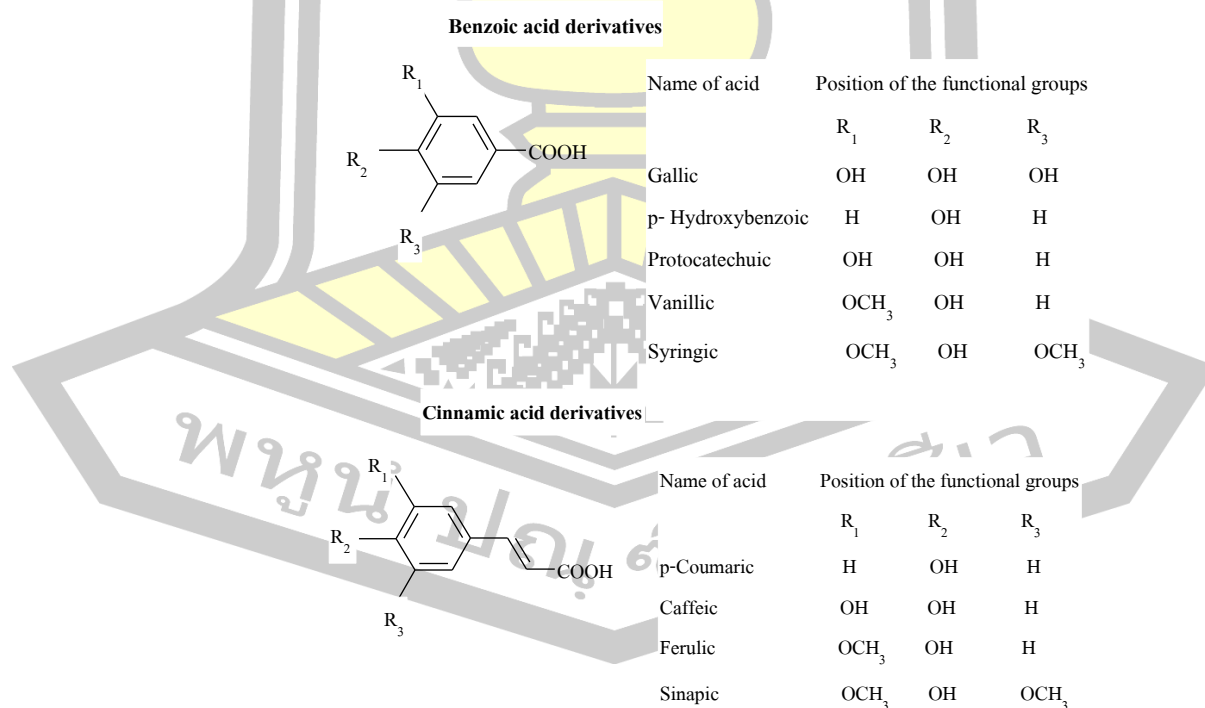 Benzoic acid derivatives
R₁
R₂
COOH
R₃
Name of acid Position of the functional groups
R₁ R₂ R₃
Gallic OH OH OH
p- Hydroxybenzoic H OH H
Protocatechuic OH OH H
Vanillic OCH₃ OH H
Syringic OCH₃ OH OCH₃
Cinnamic acid derivatives
R₁
R₂
COOH
R₃
Name of acid Position of the functional groups
R₁ R₂ R₃
p-Coumaric H OH H
Caffeic OH OH H
Ferulic OCH₃ OH H
Sinapic OCH₃ OH OCH₃
พหูนํ